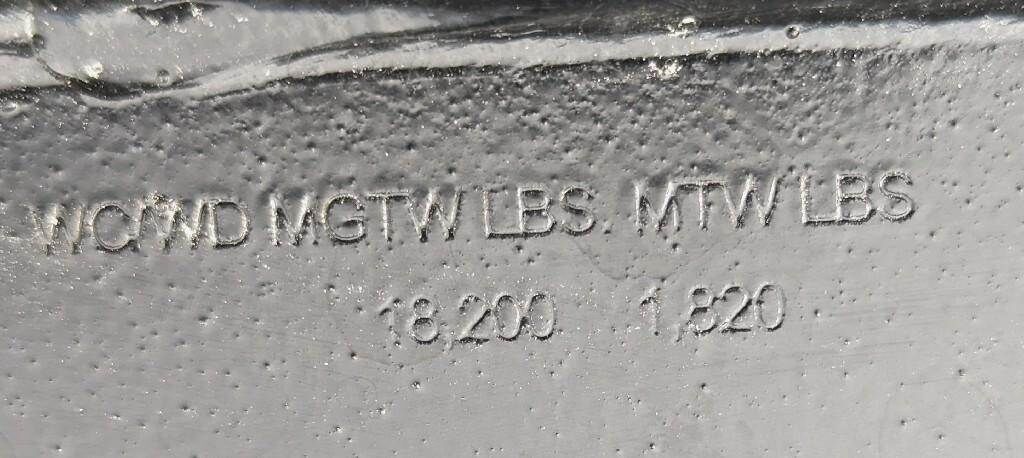 WC/WD MGTW LBS. MTW LBS
18,200 1,820